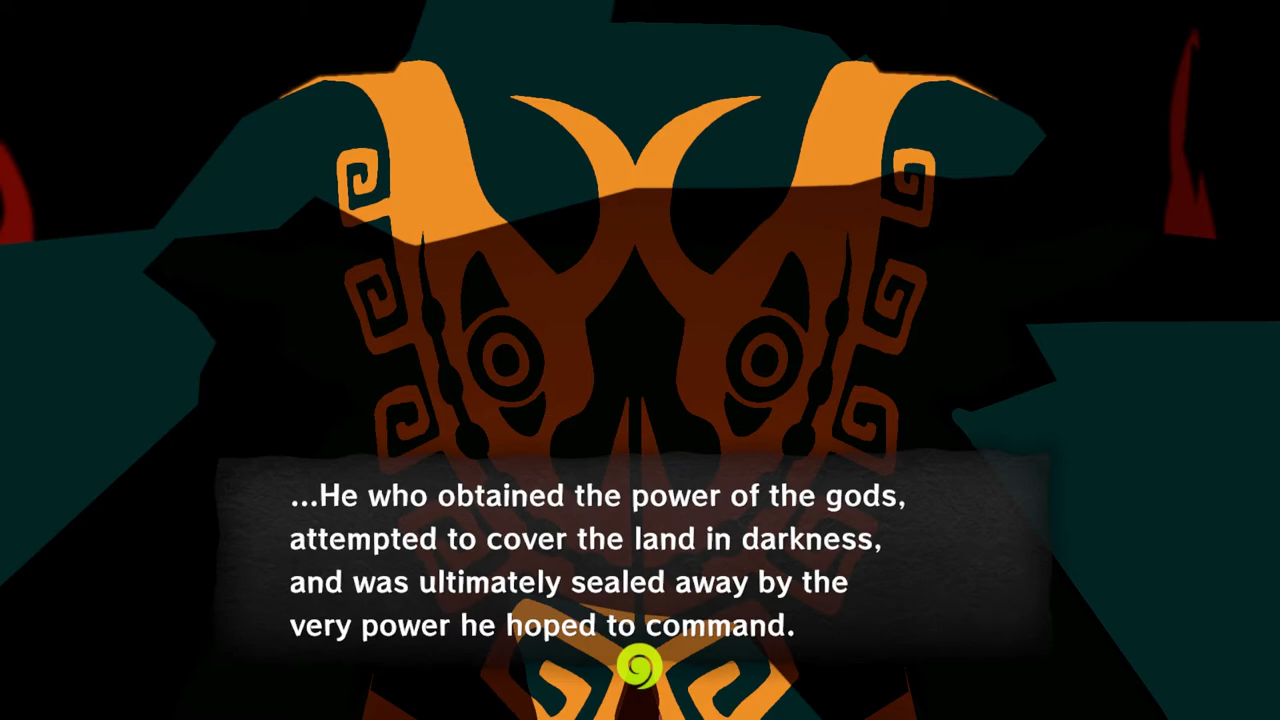 ...He who obtained the power of the gods,
attempted to cover the land in darkness,
and was ultimately sealed away by the
very power he hoped to command.